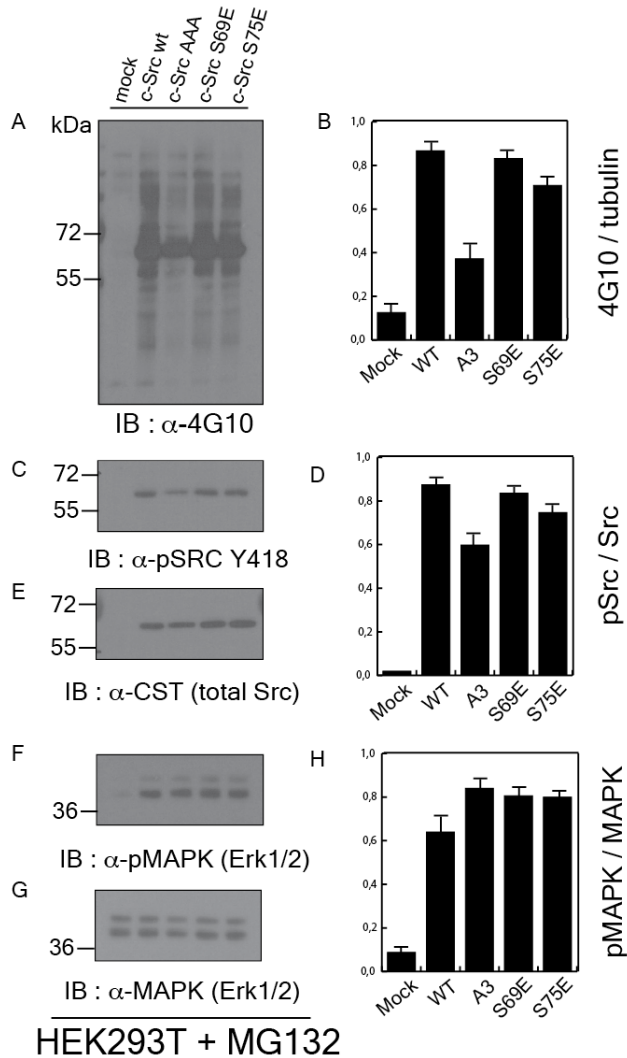 mock
c-Src wt
c-Src AAA
c-Src S69E
c-Src S75E
A
kDa
72
55
IB : α-4G10
B
1,0
0,8
0,6
0,4
0,2
0,0
Mock
WT
A3
S69E
S75E
4G10 / tubulin
C
72
55
IB : α-pSRC Y418
D
1,0
0,8
0,6
0,4
0,2
0,0
Mock
WT
A3
S69E
S75E
pSrc / Src
E
72
55
IB : α-CST (total Src)
F
36
IB : α-pMAPK (Erk1/2)
G
36
IB : α-MAPK (Erk1/2)
H
1,0
0,8
0,6
0,4
0,2
0,0
Mock
WT
A3
S69E
S75E
pMAPK / MAPK
HEK293T + MG132